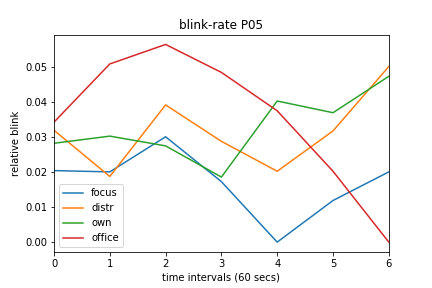 blink-rate P05
relative blink
0.05
0.04
0.03
0.02
0.01
0.00
focus
distr
own
office
0 1 2 3 4 5 6
time intervals (60 secs)